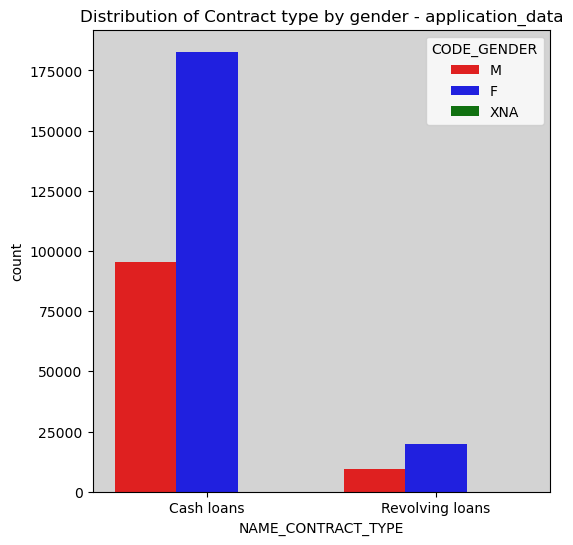 Distribution of Contract type by gender - application_data
CODE_GENDER
M
F
XNA
175000
150000
125000
100000
75000
50000
25000
0
count
Cash loans
Revolving loans
NAME_CONTRACT_TYPE